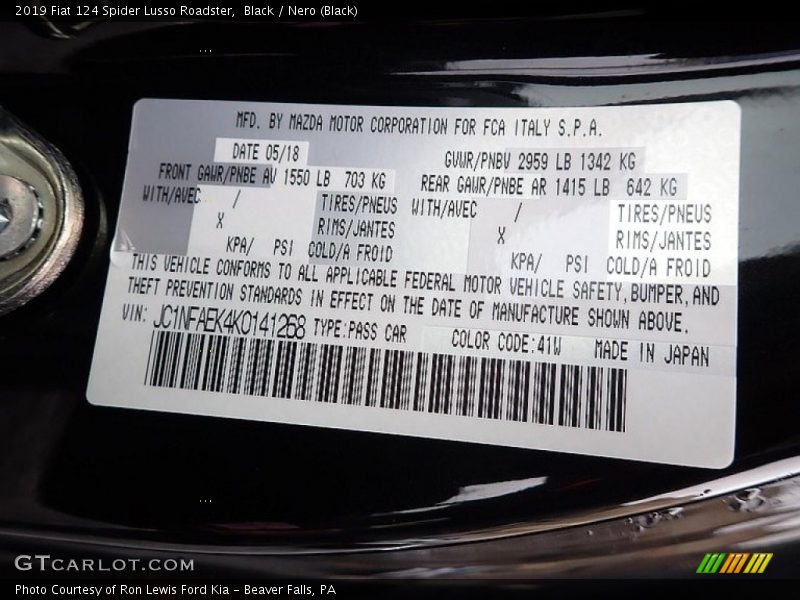 2019 Fiat 124 Spider Lusso Roadster,  Black / Nero (Black)
MFD. BY MAZDA MOTOR CORPORATION FOR FCA ITALY S.P.A.
DATE 05/18 GVWR/PNBV 2959 LB 1342 KG
FRONT GAWR/PNBE AV 1550 LB 703 KG REAR GAWR/PNBE AR 1415 LB 642 KG
WITH/AVEC / TIRES/PNEUS WITH/AVEC / TIRES/PNEUS
X RIMS/JANTES X RIMS/JANTES
KPA/ PSI COLD/A FROID KPA/ PSI COLD/A FROID
THIS VEHICLE CONFORMS TO ALL APPLICABLE FEDERAL MOTOR VEHICLE SAFETY, BUMPER, AND
THEFT PREVENTION STANDARDS IN EFFECT ON THE DATE OF MANUFACTURE SHOWN ABOVE.
VIN: JC1NFAEK4K0141268 TYPE:PASS CAR COLOR CODE:41W MADE IN JAPAN
GTCARLOT.COM
Photo Courtesy of Ron Lewis Ford Kia - Beaver Falls, PA